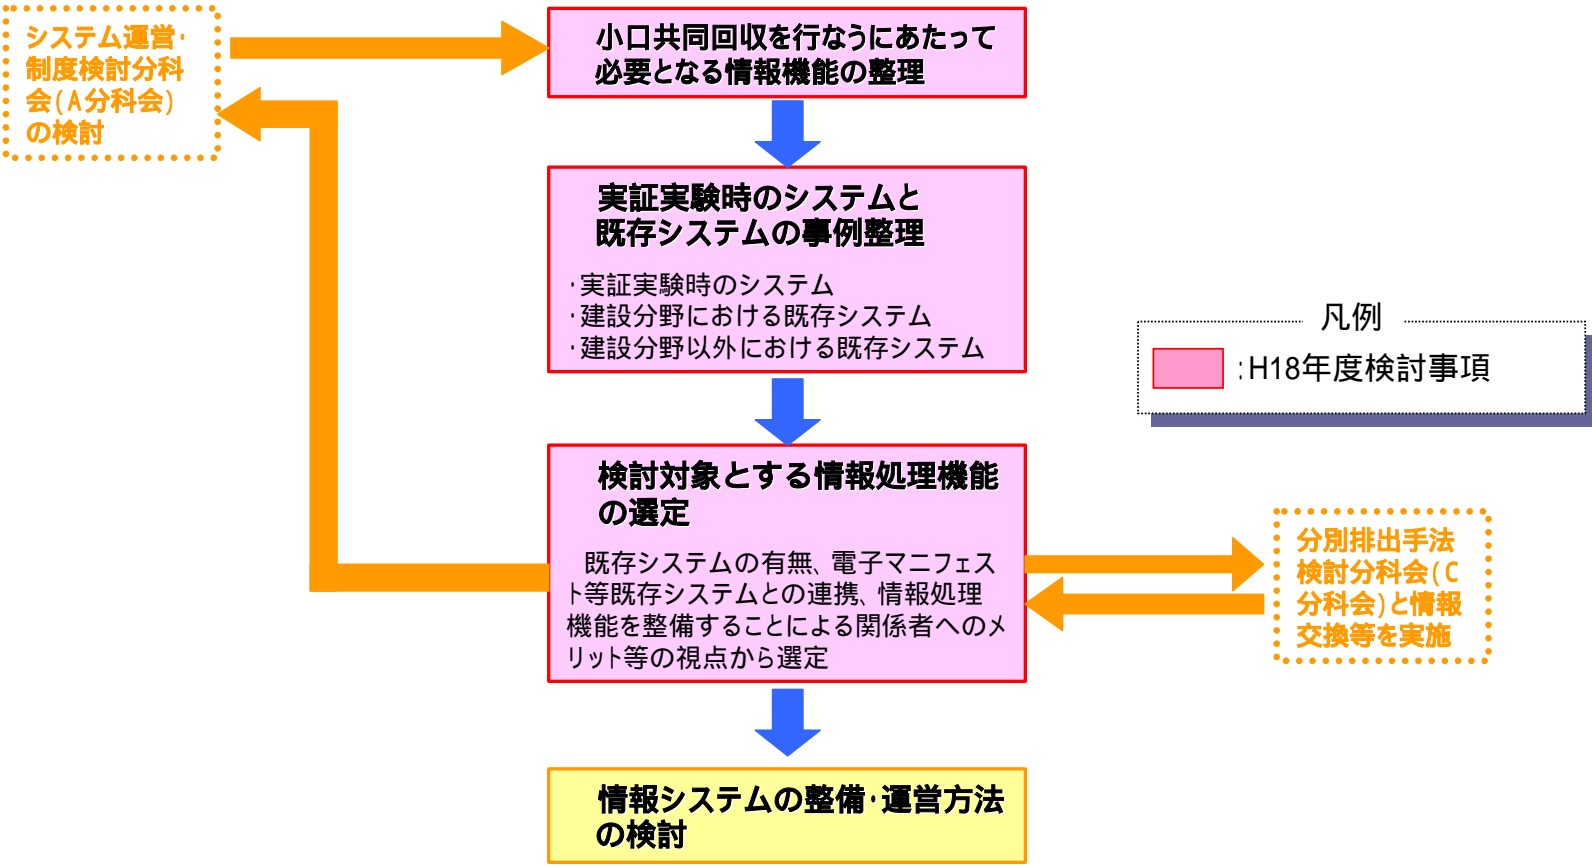 システム運営・
制度検討分科
会(A分科会)
の検討
小口共同回収を行なうにあたって
必要となる情報機能の整理
実証実験時のシステムと
既存システムの事例整理
・実証実験時のシステム
・建設分野における既存システム
・建設分野以外における既存システム
凡例
:H18年度検討事項
検討対象とする情報処理機能
の選定
既存システムの有無、電子マニフェス
ト等既存システムとの連携、情報処理
機能を整備することによる関係者へのメ
リット等の視点から選定
分別排出手法
検討分科会(C
分科会)と情報
交換等を実施
情報システムの整備・運営方法
の検討